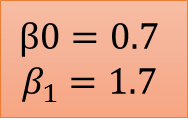 β0 = 0.7
β₁ = 1.7